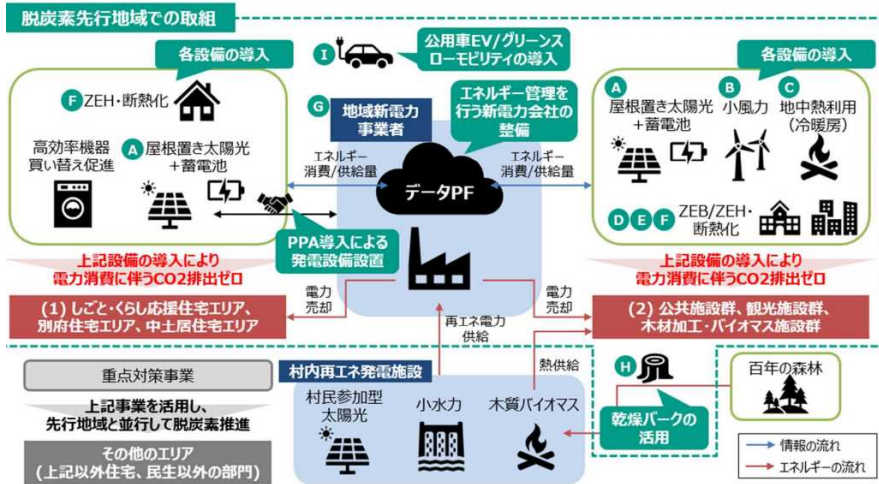 脱炭素先行地域での取組
各設備の導入
F ZEH・断熱化
高効率機器
買い替え促進
A 屋根置き太陽光
+蓄電池
I 公用車EV/グリーンス
ローモビリティの導入
G 地域新電力
事業者
エネルギー管理を
行う新電力会社の
整備
エネルギー
消費/供給量
データPF
エネルギー
消費/供給量
PPA導入による
発電設備設置
各設備の導入
A 屋根置き太陽光
+蓄電池
B 小風力
C 地中熱利用
(冷暖房)
D E F ZEB/ZEH・
断熱化
上記設備の導入により
電力消費に伴うCO2排出ゼロ
(1) しごと・くらし応援住宅エリア、
別府住宅エリア、中土居住宅エリア
電力
売却
再エネ電力
供給
電力
売却
上記設備の導入により
電力消費に伴うCO2排出ゼロ
(2) 公共施設群、観光施設群、
木材加工・バイオマス施設群
重点対策事業
上記事業を活用し、
先行地域と並行して脱炭素推進
その他のエリア
(上記以外住宅、民生以外の部門)
村内再エネ発電施設
村民参加型
太陽光
小水力
木質バイオマス
熱供給
H
乾燥バークの
活用
百年の森林
情報の流れ
エネルギーの流れ